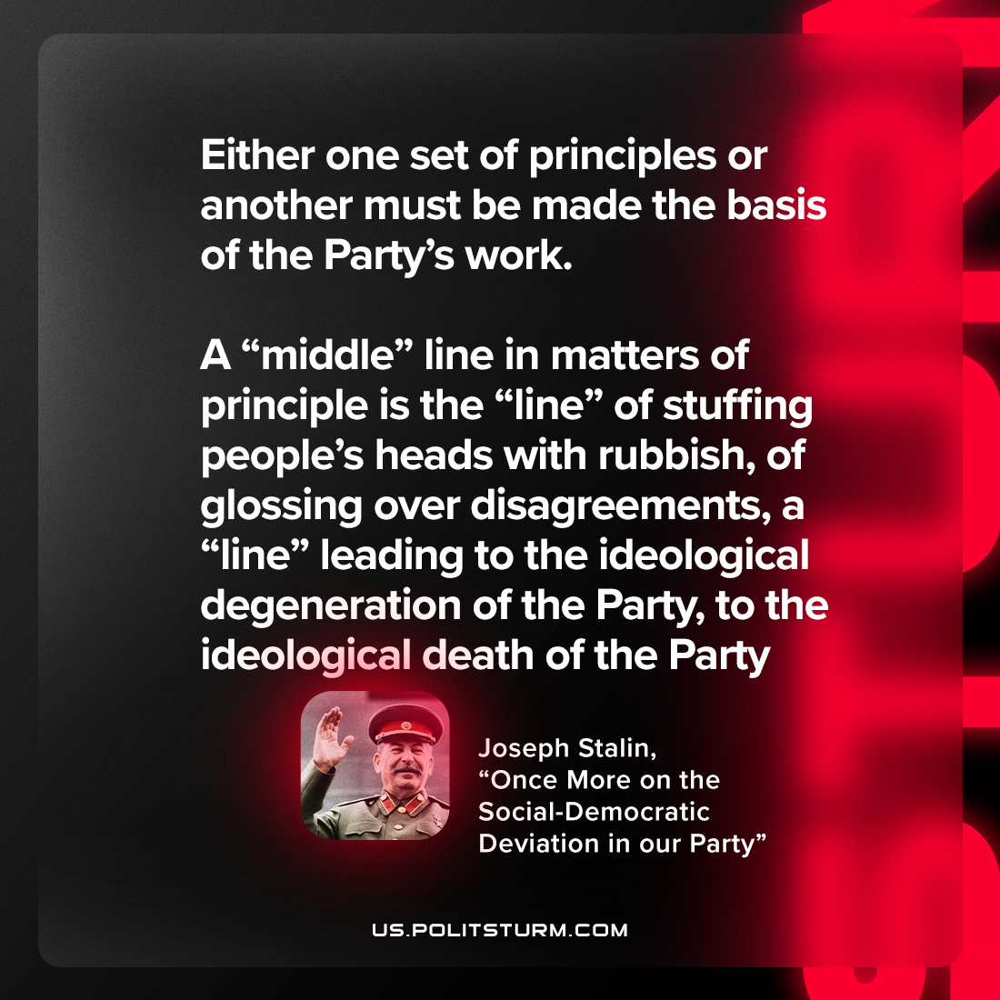 Either one set of principles or
another must be made the basis
of the Party’s work.
A “middle” line in matters of
principle is the “line” of stuffing
people’s heads with rubbish, of
glossing over disagreements, a
“line” leading to the ideological
degeneration of the Party, to the
ideological death of the Party
Joseph Stalin,
“Once More on the
Social-Democratic
Deviation in our Party”
US.POLITSTURM.COM